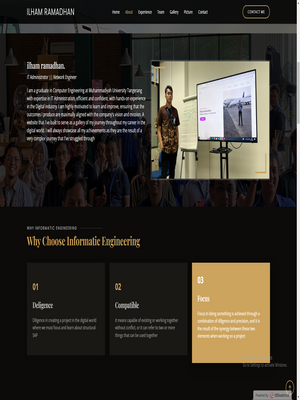 ILHAM RAMADHAN
Home About Experience Team Gallery Picture Contact
CONTACT ME
ilham ramadhan.
IT Administrator || Network Engineer
I am a graduate in Computer Engineering at Muhammadiyah University Tangerang
with expertise in IT Administration, efficient and confident, with hands-on experience
in the Digital industry. I am highly motivated to learn and improve, ensuring that the
outcomes I produce are maximally aligned with the company's vision and mission. A
website that I've built to serve as a gallery of my journey throughout my career in the
digital world. I will always showcase all my achievements as they are the result of a
very complex journey that I've struggled through
WHY INFORMATIC ENGINEERING
Why Choose Informatic Engineering
01
Deligence
Diligence in creating a project in the digital world
where we must focus and learn about structural
02
Compatible
It means capable of existing or working together
without conflict, or it can refer to two or more
things that can be used together
03
Focus
Focus in doing something is achieved through a
combination of diligence and precision, and it is
the result of the synergy between these two
elements when working on a project
Go to Settings to activate Windows.